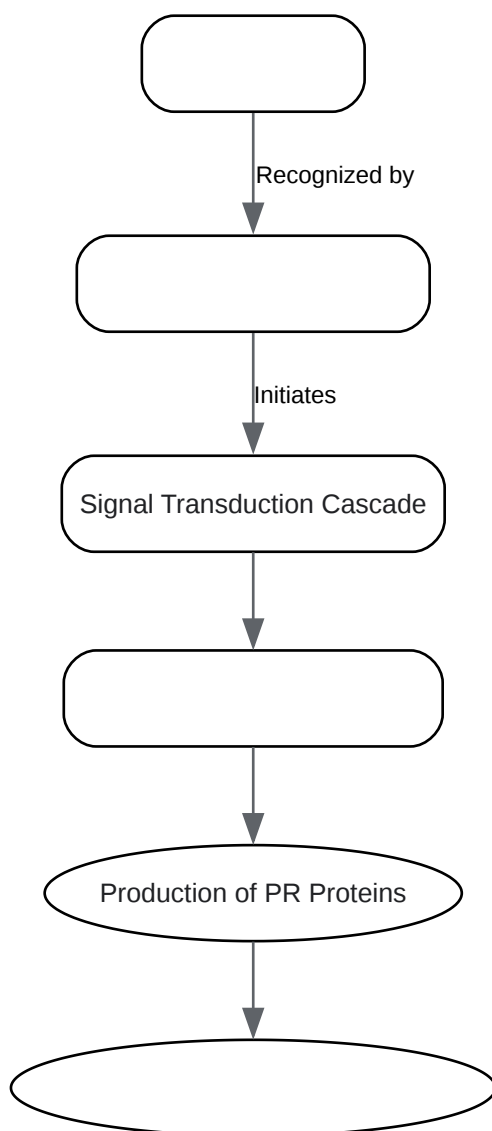 Recognized by
Initiates
Signal Transduction Cascade
Production of PR Proteins